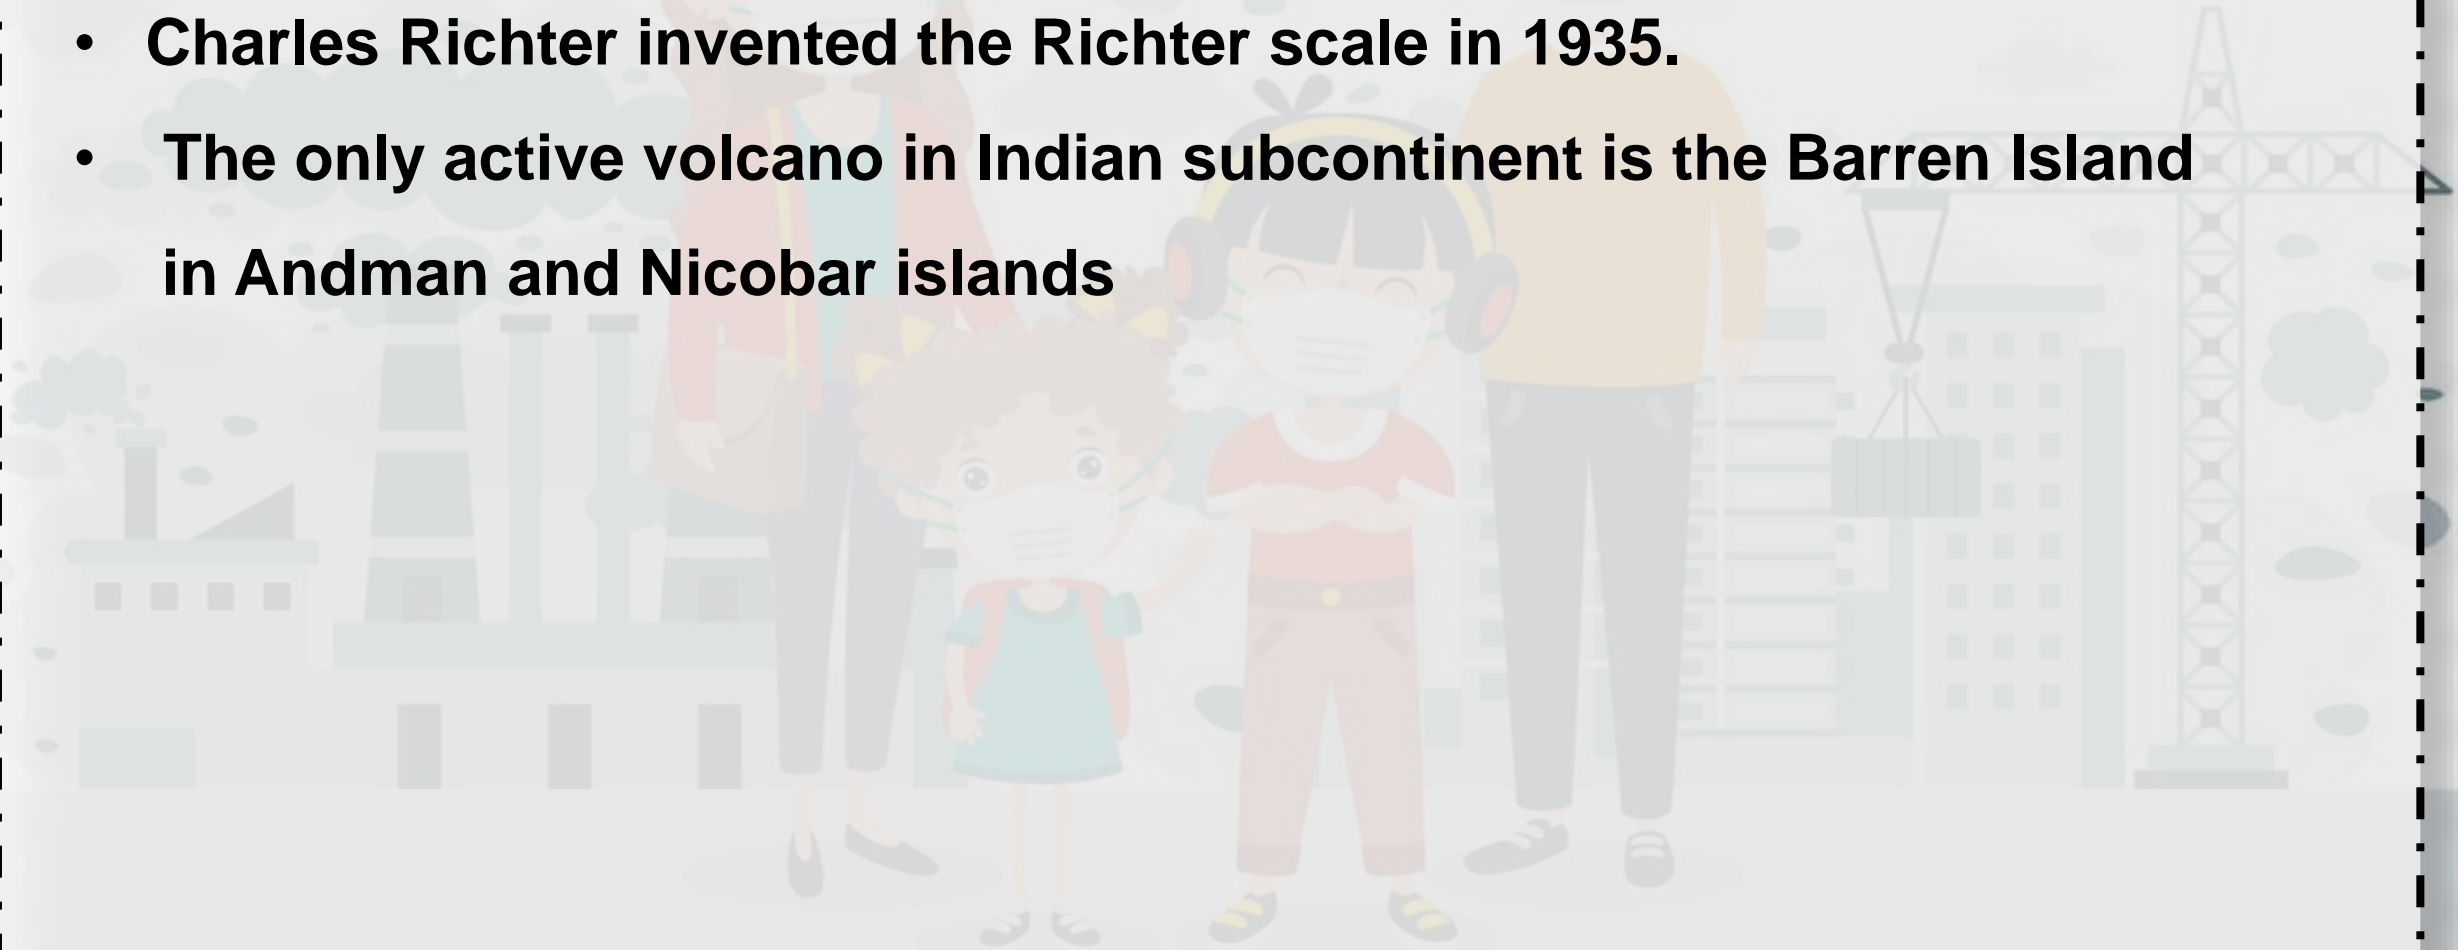 • Charles Richter invented the Richter scale in 1935.
• The only active volcano in Indian subcontinent is the Barren Island
in Andman and Nicobar islands